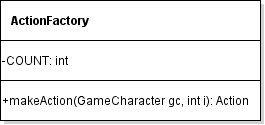 ActionFactory
-COUNT: int
+makeAction(GameCharacter gc, int i): Action